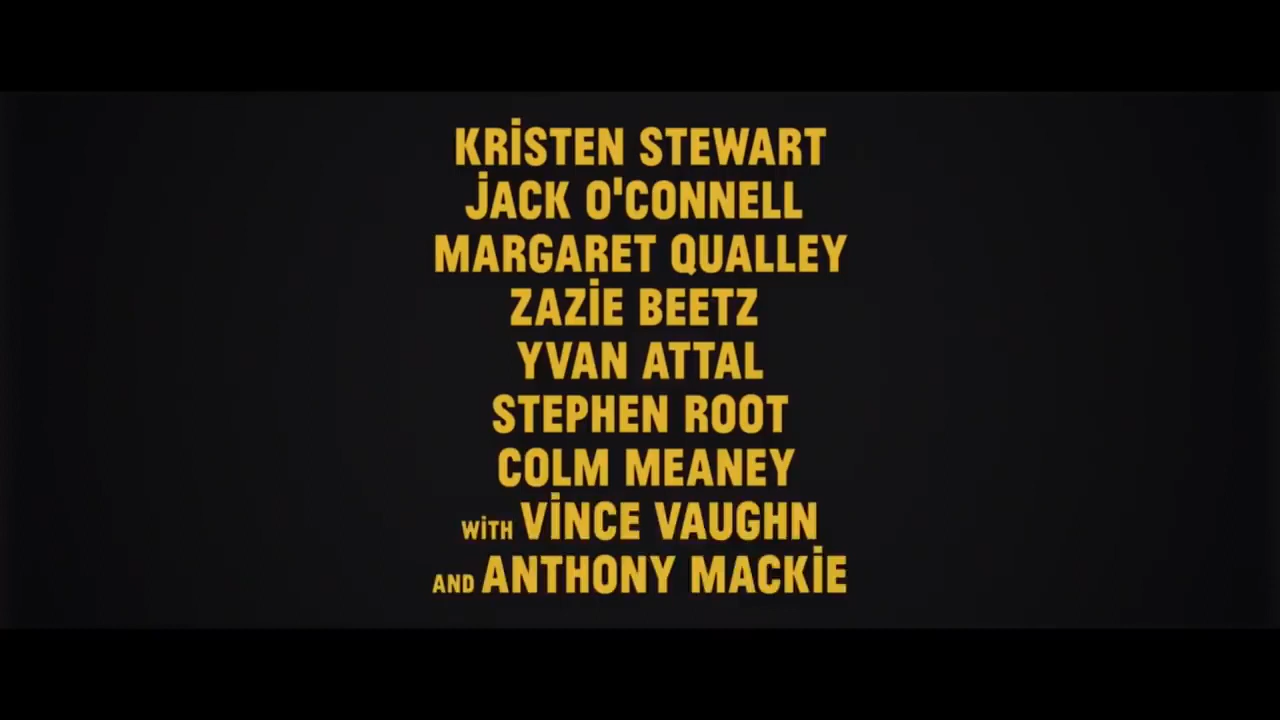 KRiSTEN STEWART
jACK O'CONNELL
MARGARET QUALLEY
ZAZiE BEETZ
YVAN ATTAL
STEPHEN ROOT
COLM MEANEY
WiTH ViNCE VAUGHN
AND ANTHONY MACKiE